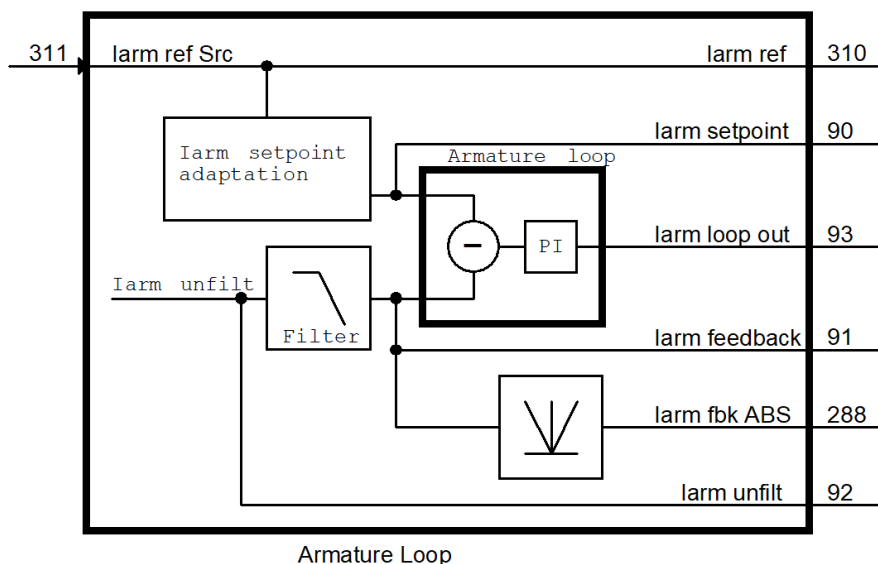 311 Iarm ref Src Iarm ref 310
Iarm setpoint 90
Iarm setpoint
adaptation
Armature loop
PI
Iarm loop out 93
Iarm unfilt
Filter
Iarm feedback 91
Iarm fbk ABS 288
Iarm unfilt 92
Armature Loop